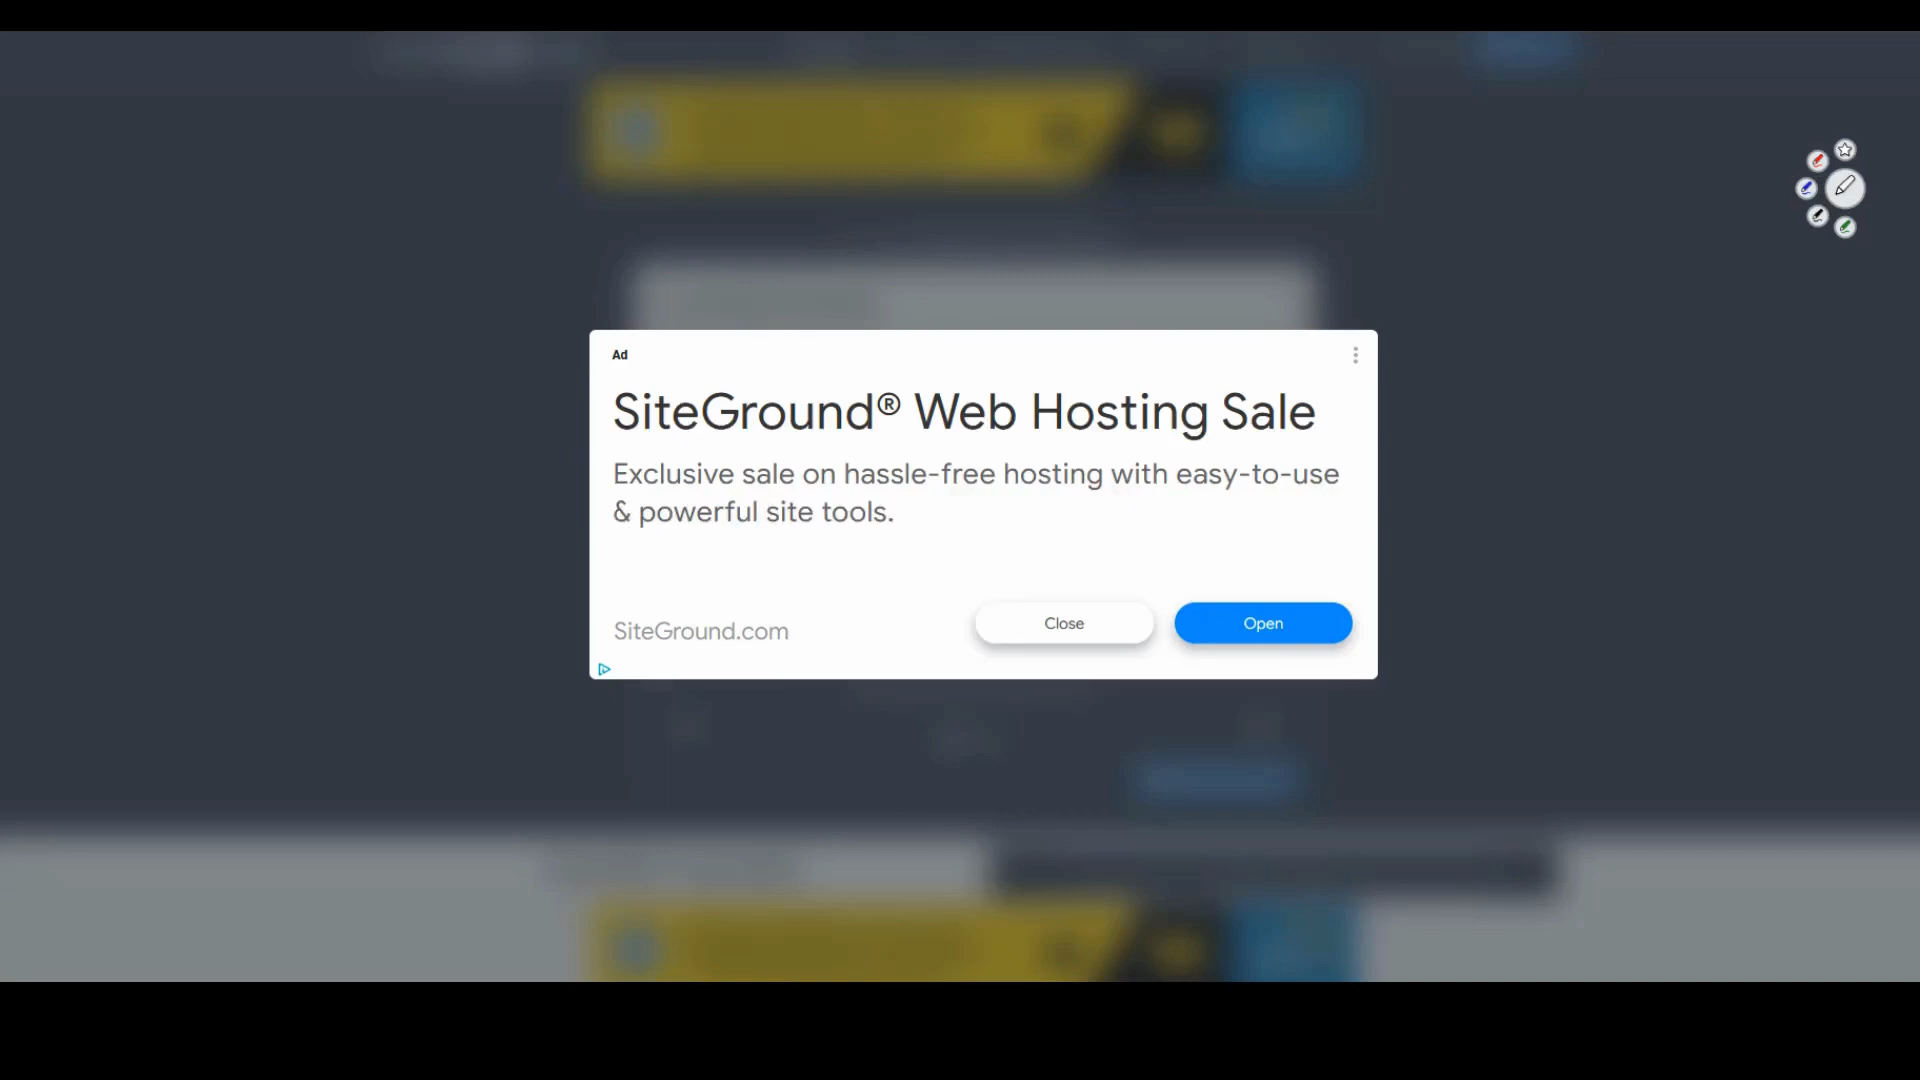 Ad
SiteGround® Web Hosting Sale
Exclusive sale on hassle-free hosting with easy-to-use
& powerful site tools.
SiteGround.com
Close
Open